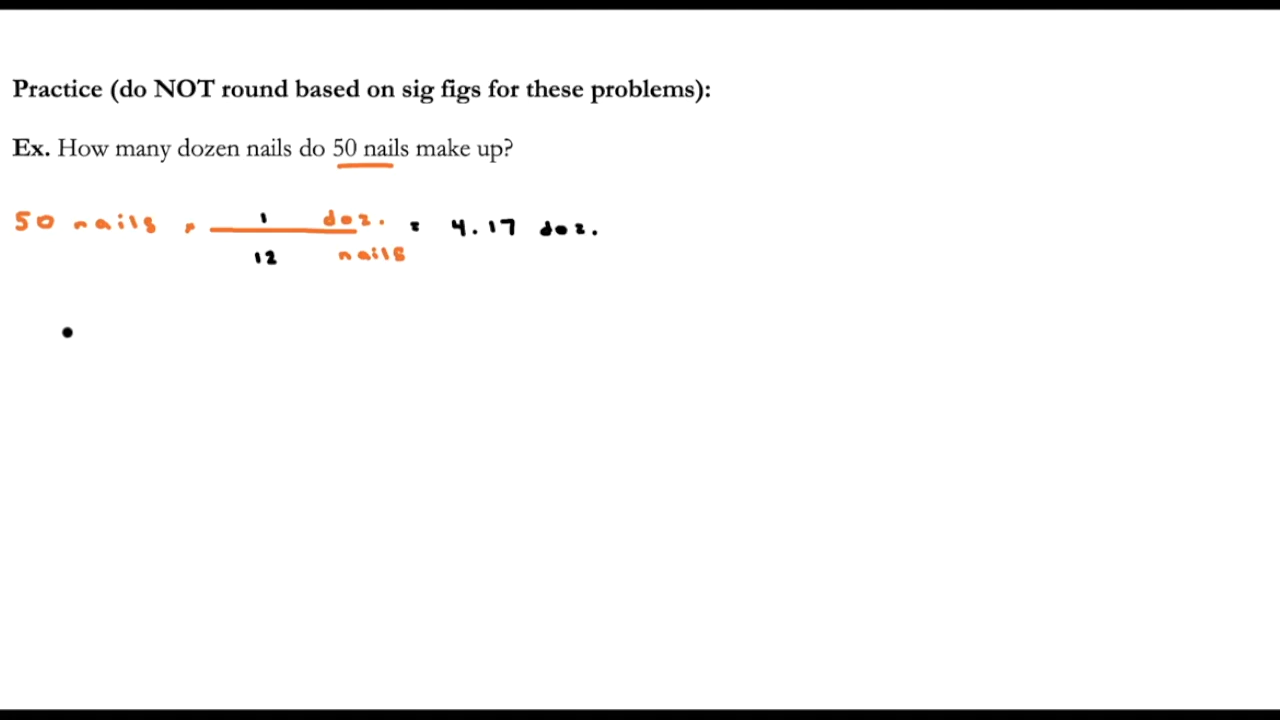 Practice (do NOT round based on sig figs for these problems):
Ex. How many dozen nails do 50 nails make up?
50 nails · 1 doz. = 4.17 doz.
12 nails